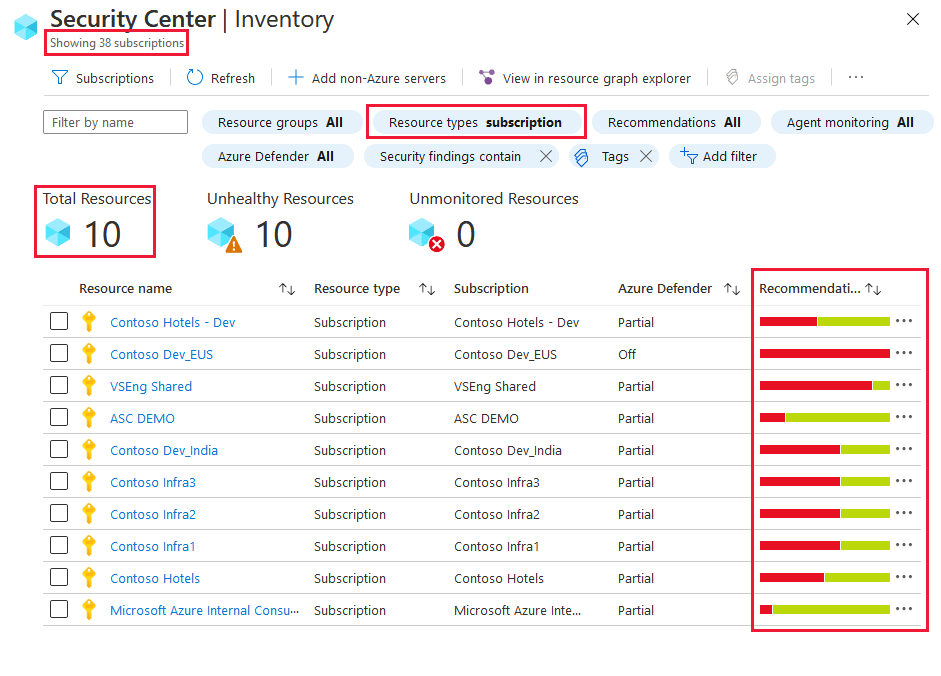 Security Center | Inventory
Showing 38 subscriptions
Subscriptions Refresh Add non-Azure servers View in resource graph explorer Assign tags ...
Filter by name Resource groups All Resource types subscription Recommendations All Agent monitoring All
Azure Defender All Security findings contain Tags Add filter
Total Resources Unhealthy Resources Unmonitored Resources
10 10 0
Resource name Resource type Subscription Azure Defender Recommendati...
Contoso Hotels - Dev Subscription Contoso Hotels - Dev Partial ...
Contoso Dev_EUS Subscription Contoso Dev_EUS Off ...
VSEng Shared Subscription VSEng Shared Partial ...
ASC DEMO Subscription ASC DEMO Partial ...
Contoso Dev_India Subscription Contoso Dev_India Partial ...
Contoso Infra3 Subscription Contoso Infra3 Partial ...
Contoso Infra2 Subscription Contoso Infra2 Partial ...
Contoso Infra1 Subscription Contoso Infra1 Partial ...
Contoso Hotels Subscription Contoso Hotels Partial ...
Microsoft Azure Internal Consu... Subscription Microsoft Azure Inte... Partial ...